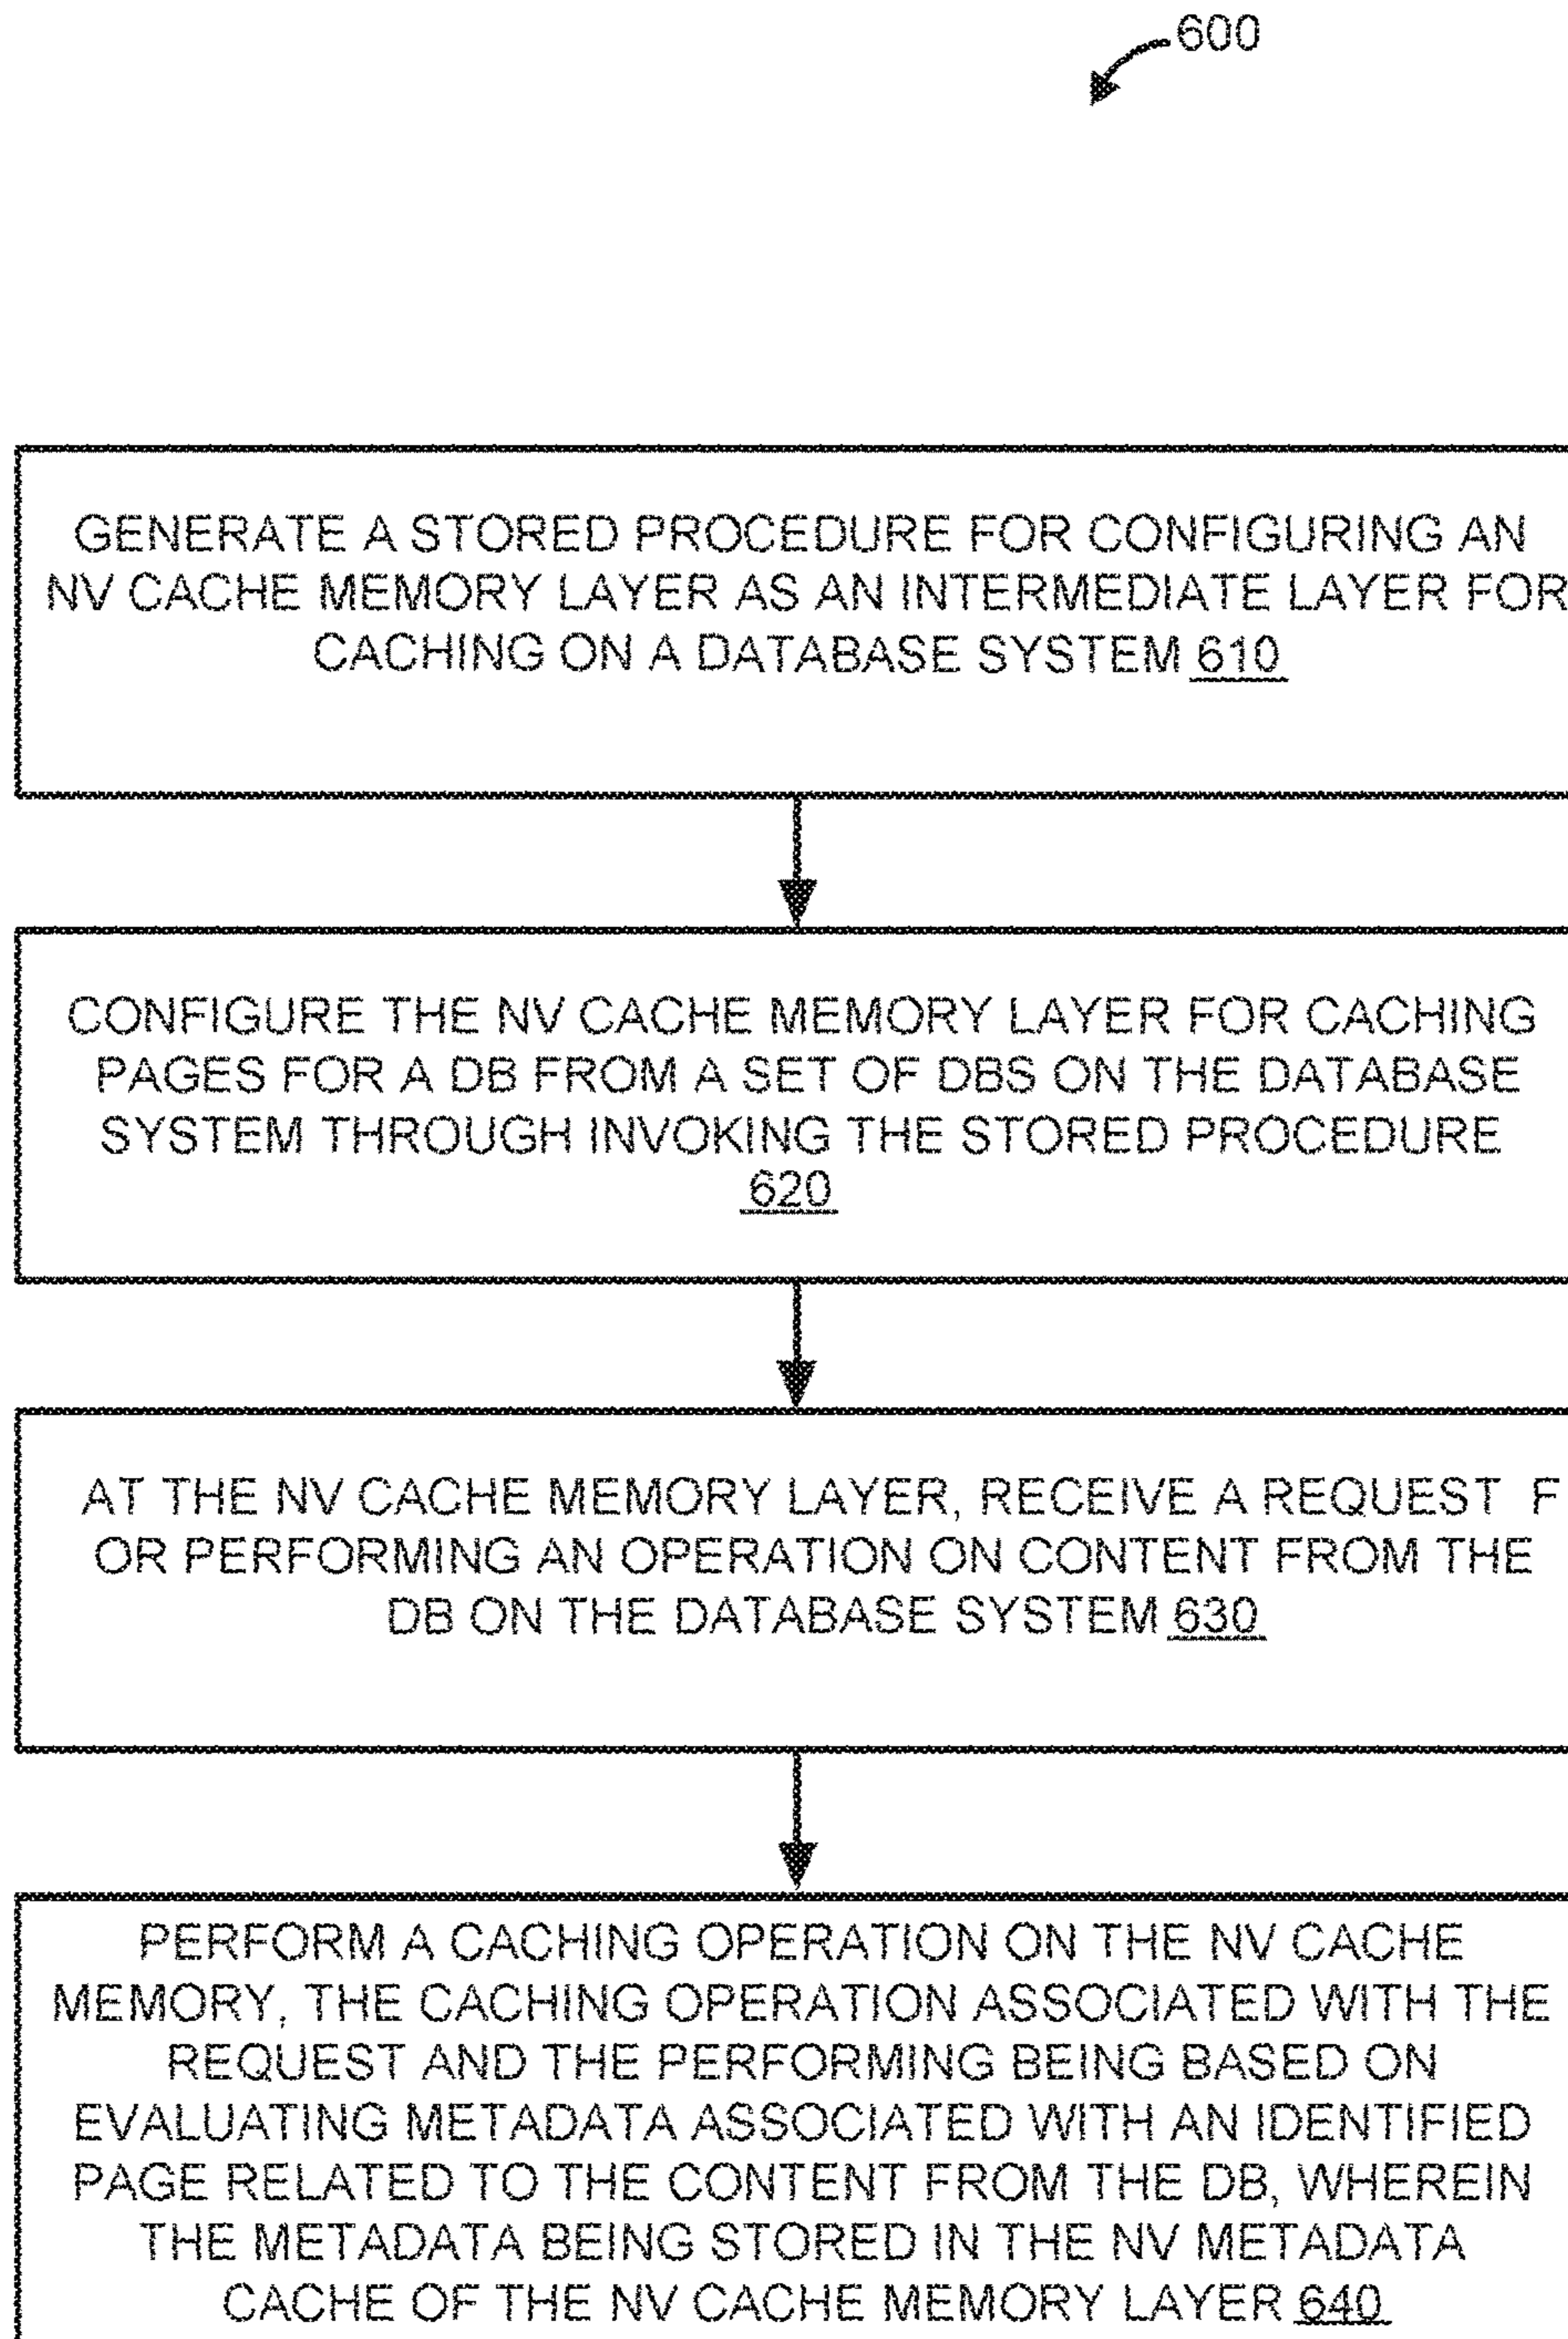 600
GENERATE A STORED PROCEDURE FOR CONFIGURING AN
NV CACHE MEMORY LAYER AS AN INTERMEDIATE LAYER FOR
CACHING ON A DATABASE SYSTEM 610
CONFIGURE THE NV CACHE MEMORY LAYER FOR CACHING
PAGES FOR A DB FROM A SET OF DBS ON THE DATABASE
SYSTEM THROUGH INVOKING THE STORED PROCEDURE
620
AT THE NV CACHE MEMORY LAYER, RECEIVE A REQUEST F
OR PERFORMING AN OPERATION ON CONTENT FROM THE
DB ON THE DATABASE SYSTEM 630
PERFORM A CACHING OPERATION ON THE NV CACHE
MEMORY, THE CACHING OPERATION ASSOCIATED WITH THE
REQUEST AND THE PERFORMING BEING BASED ON
EVALUATING METADATA ASSOCIATED WITH AN IDENTIFIED
PAGE RELATED TO THE CONTENT FROM THE DB, WHEREIN
THE METADATA BEING STORED IN THE NV METADATA
CACHE OF THE NV CACHE MEMORY LAYER 640